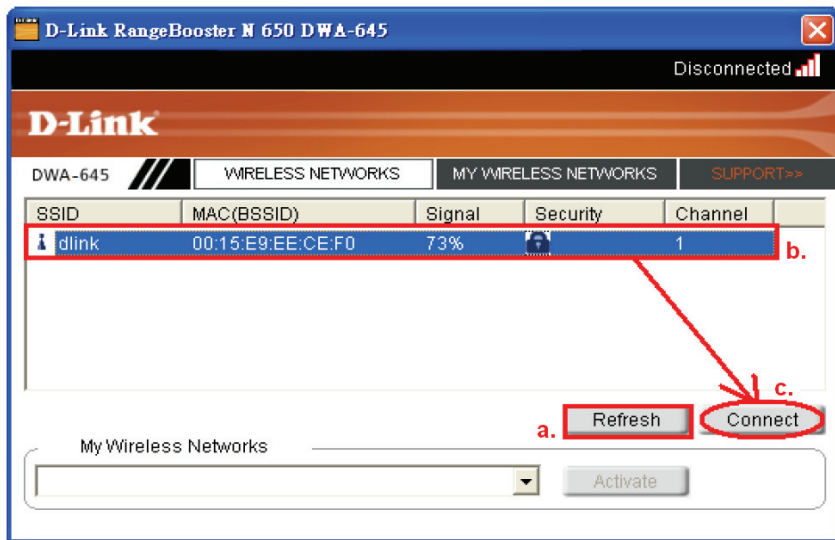 D-Link RangeBooster N 650 DWA-645
Disconnected
D-Link
DWA-645 WIRELESS NETWORKS MY WIRELESS NETWORKS SUPPORT>>
SSID MAC(BSSID) Signal Security Channel
dlink 00:15:E9:EE:CE:F0 73% 1
b.
c.
a. Refresh Connect
My Wireless Networks
Activate